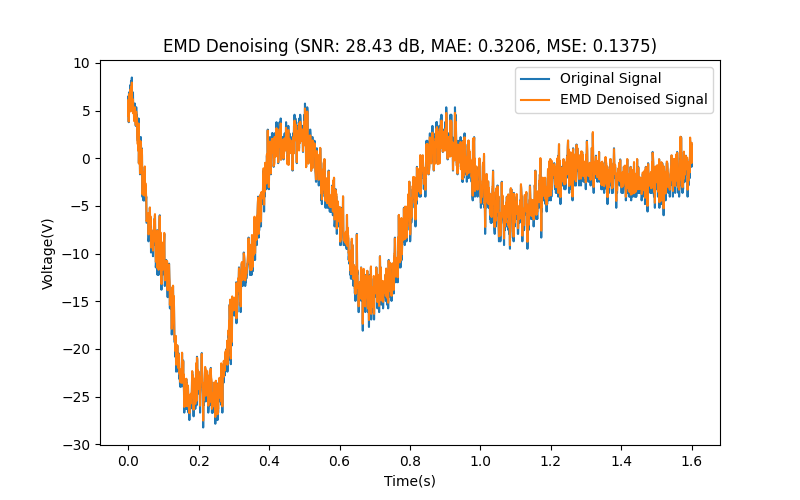 EMD Denoising (SNR: 28.43 dB, MAE: 0.3206, MSE: 0.1375)
Original Signal
EMD Denoised Signal
10
5
0
−5
−10
−15
−20
−25
−30
Voltage(V)
0.0 0.2 0.4 0.6 0.8 1.0 1.2 1.4 1.6
Time(s)